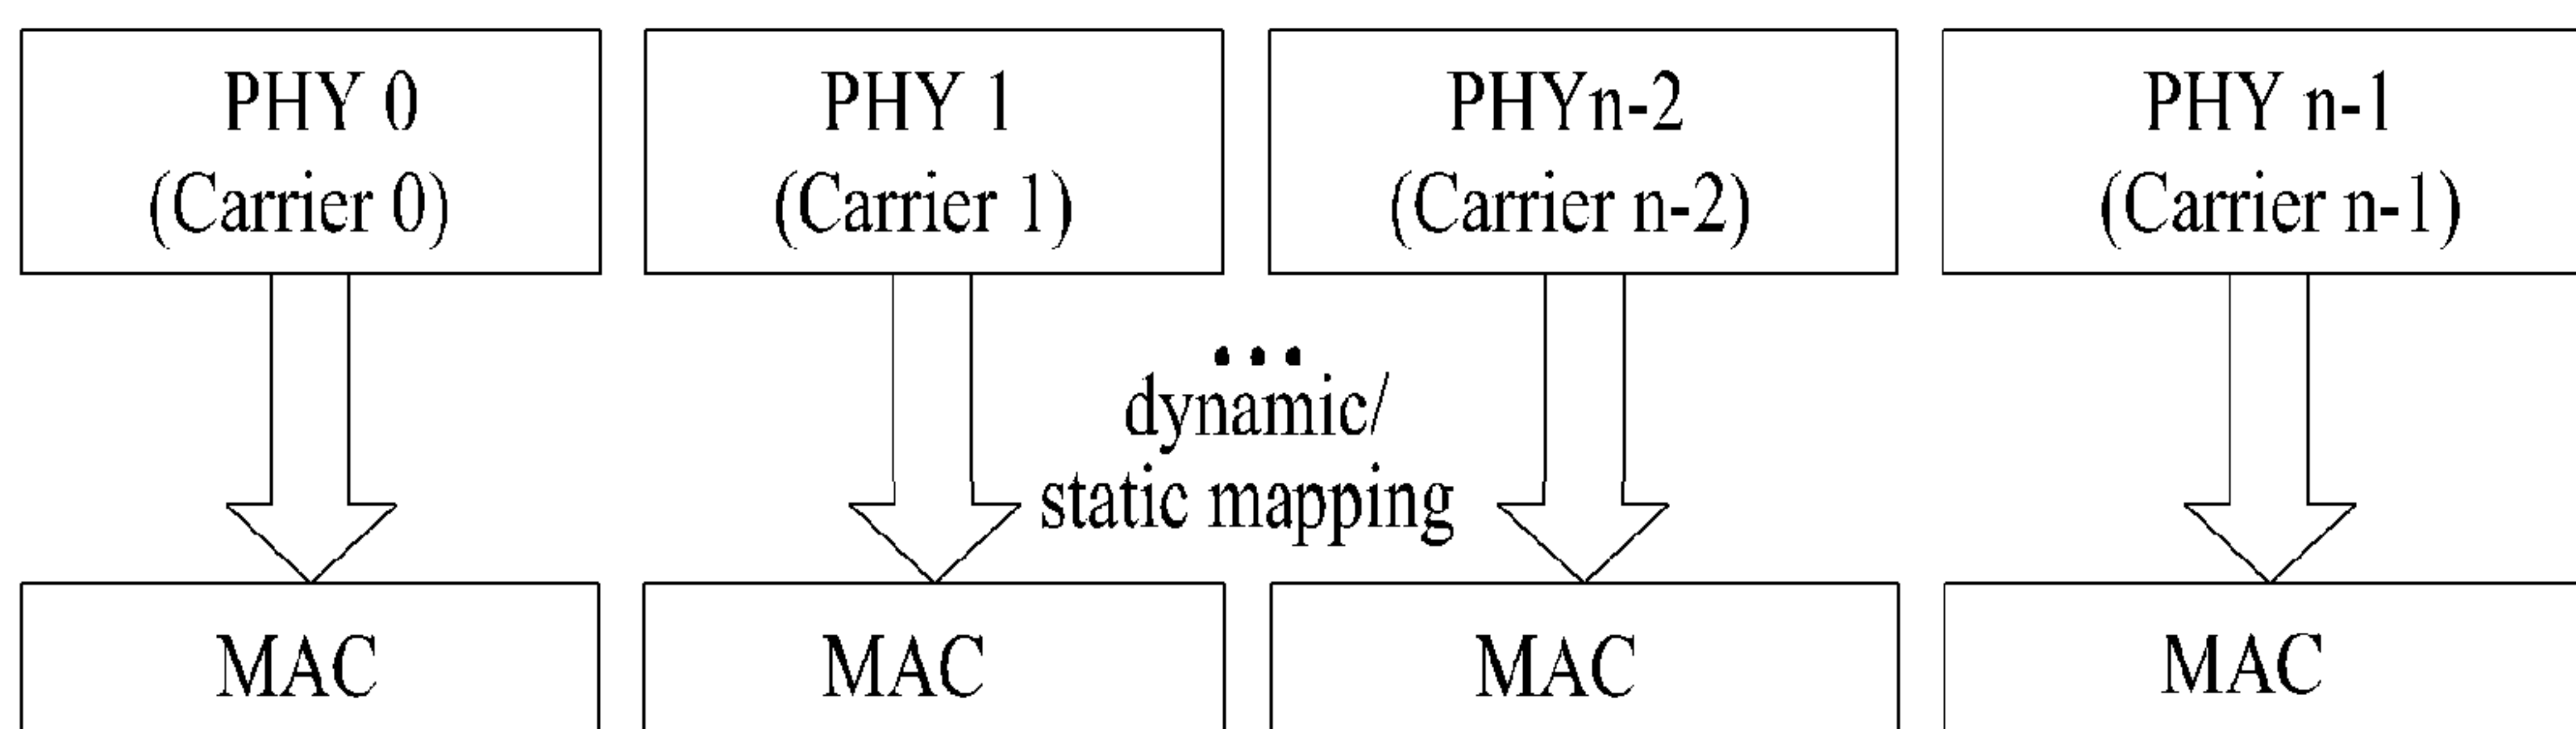 PHY 0
(Carrier 0)
PHY 1
(Carrier 1)
PHYn-2
(Carrier n-2)
PHY n-1
(Carrier n-1)
•••
dynamic/
static mapping
MAC
MAC
MAC
MAC